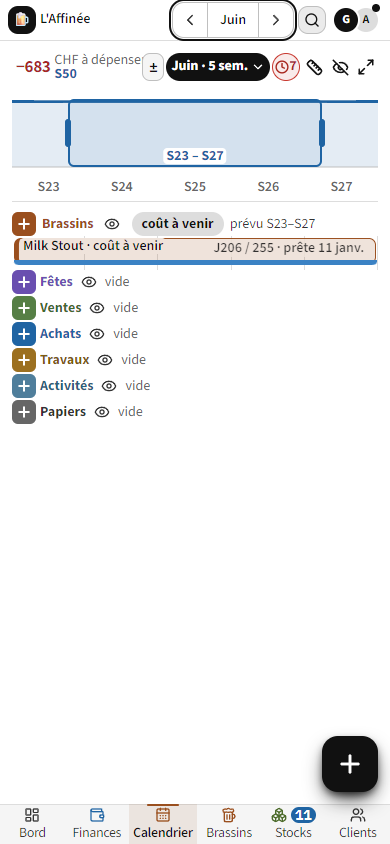 L'Affinée
Juin
G
A
−683 CHF à dépenser
S50
±
Juin · 5 sem.
7
S23 – S27
S23 S24 S25 S26 S27
Brassins coût à venir prévu S23–S27
Milk Stout · coût à venir J206 / 255 · prête 11 janv.
Fêtes vide
Ventes vide
Achats vide
Travaux vide
Activités vide
Papiers vide
Bord Finances Calendrier Brassins Stocks 11 Clients